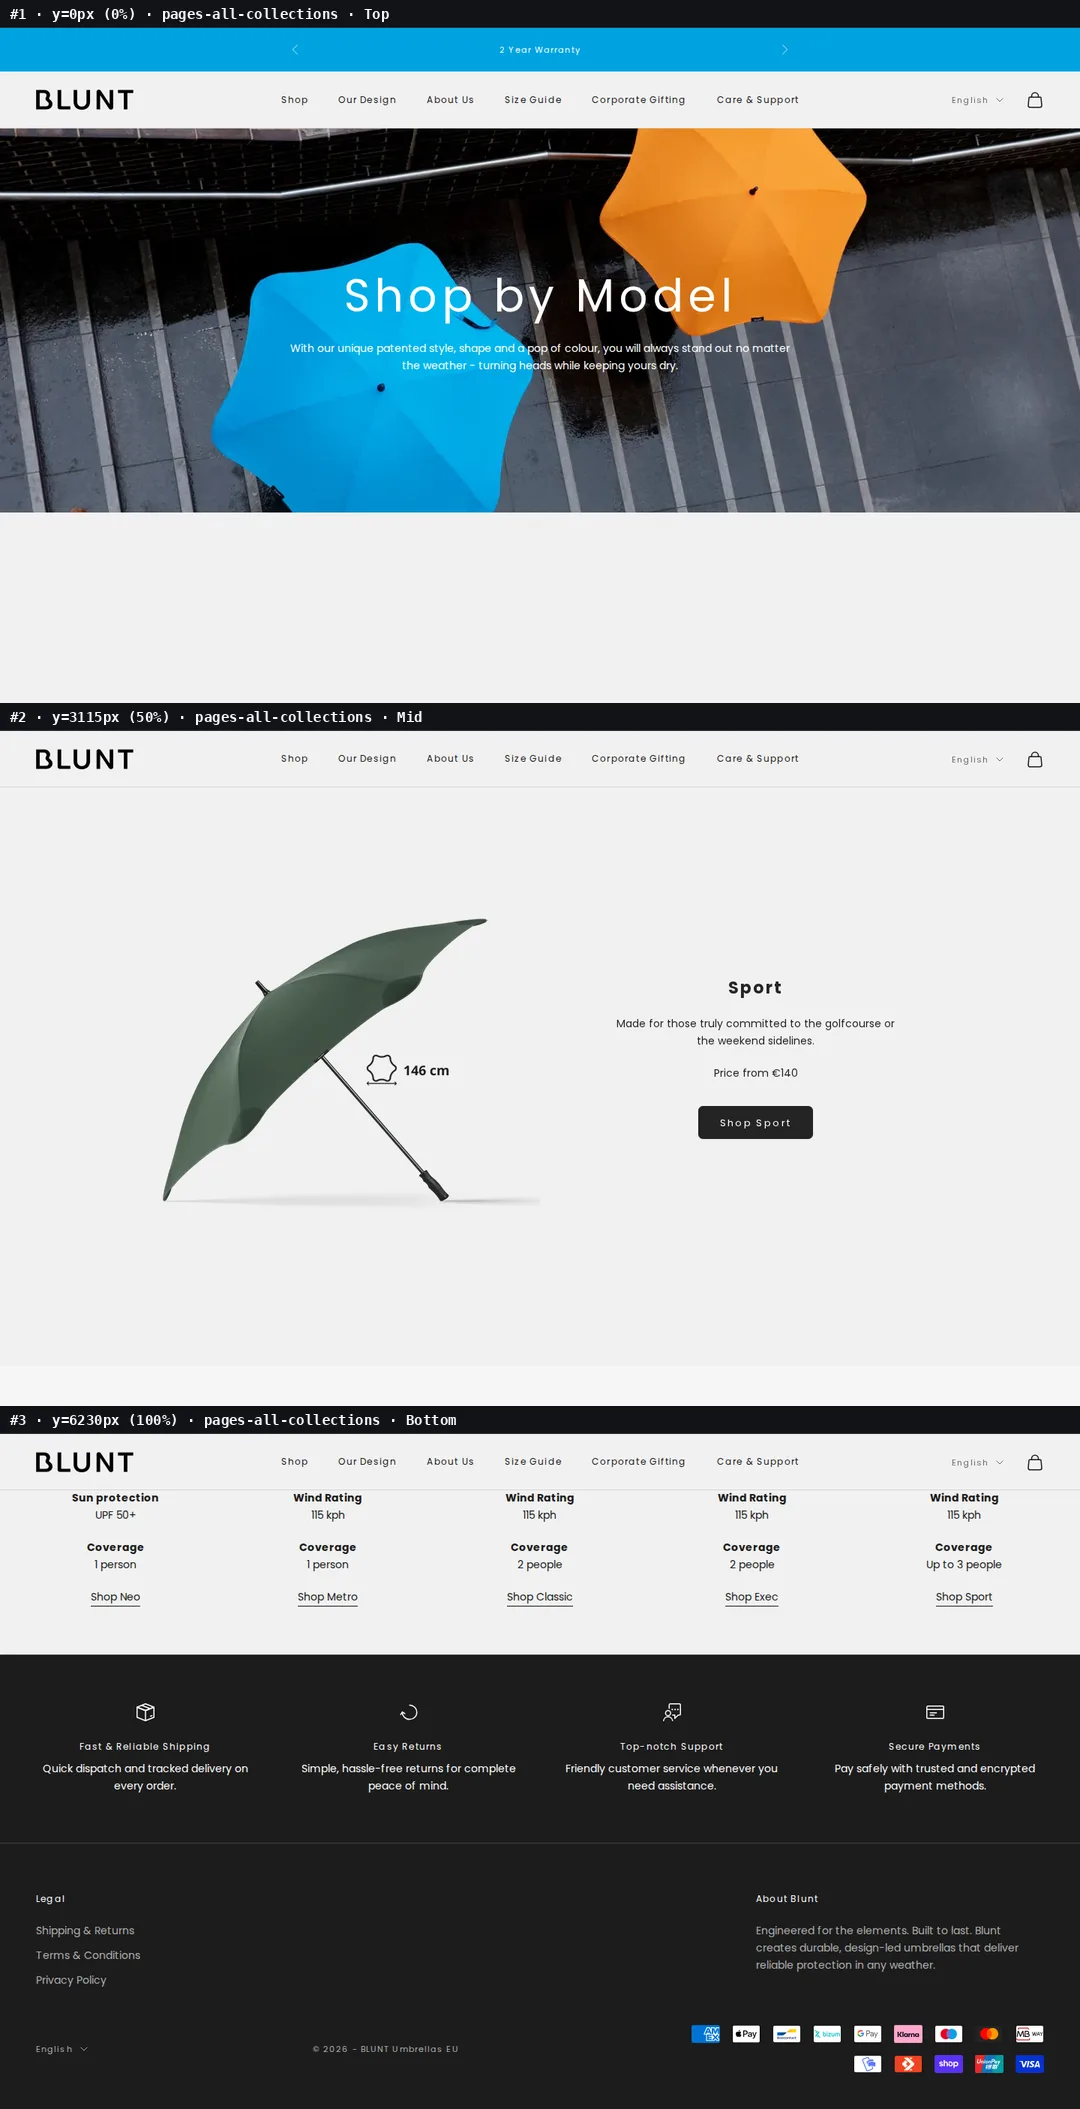 #1 · y=0px (0%) · pages-all-collections · Top
2 Year Warranty
BLUNT
Shop
Our Design
About Us
Size Guide
Corporate Gifting
Care & Support
English
Shop by Model
With our unique patented style, shape and a pop of colour, you will always stand out no matter
the weather - turning heads while keeping yours dry.
#2 · y=3115px (50%) · pages-all-collections · Mid
BLUNT
Shop
Our Design
About Us
Size Guide
Corporate Gifting
Care & Support
English
146 cm
Sport
Made for those truly committed to the golfcourse or
the weekend sidelines.
Price from €140
Shop Sport
#3 · y=6230px (100%) · pages-all-collections · Bottom
BLUNT
Shop
Our Design
About Us
Size Guide
Corporate Gifting
Care & Support
English
Sun protection
UPF 50+
Coverage
1 person
Shop Neo
Wind Rating
115 kph
Coverage
1 person
Shop Metro
Wind Rating
115 kph
Coverage
2 people
Shop Classic
Wind Rating
115 kph
Coverage
2 people
Shop Exec
Wind Rating
115 kph
Coverage
Up to 3 people
Shop Sport
Fast & Reliable Shipping
Quick dispatch and tracked delivery on
every order.
Easy Returns
Simple, hassle-free returns for complete
peace of mind.
Top-notch Support
Friendly customer service whenever you
need assistance.
Secure Payments
Pay safely with trusted and encrypted
payment methods.
Legal
Shipping & Returns
Terms & Conditions
Privacy Policy
About Blunt
Engineered for the elements. Built to last. Blunt
creates durable, design-led umbrellas that deliver
reliable protection in any weather.
English
© 2026 - BLUNT Umbrellas EU
AMEX
Pay
Bancontact
bizum
G Pay
Klarna
MB WAY
shop
UnionPay
VISA